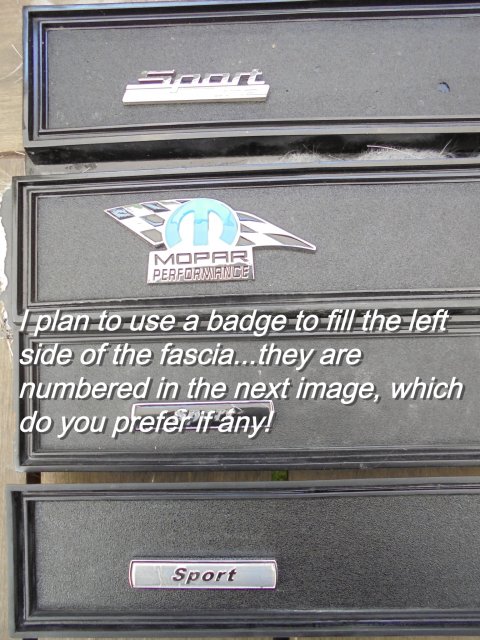 Sport
MOPAR
PERFORMANCE
I plan to use a badge to fill the left
side of the fascia...they are
numbered in the next image, which
do you prefer if any!
Sport
Sport